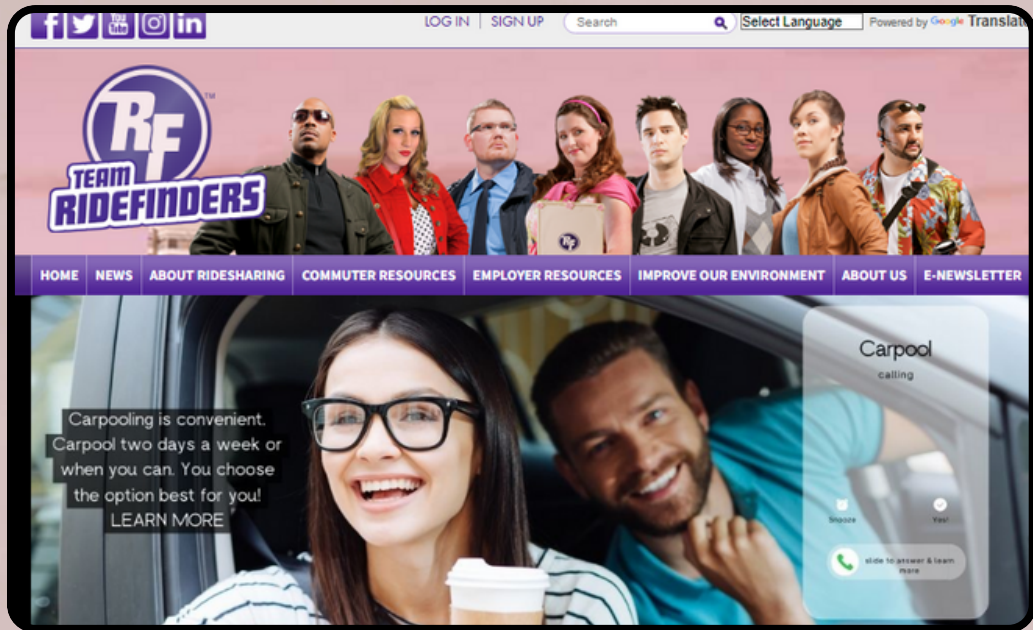 LOG IN | SIGN UP Search Select Language Powered by Google Translate
RF
TM
TEAM
RIDEFINDERS
RF
HOME NEWS ABOUT RIDESHARING COMMUTER RESOURCES EMPLOYER RESOURCES IMPROVE OUR ENVIRONMENT ABOUT US E-NEWSLETTER
Carpooling is convenient.
Carpool two days a week or
when you can. You choose
the option best for you!
LEARN MORE
Carpool
calling
Snooze Yes!
slide to answer & learn
more